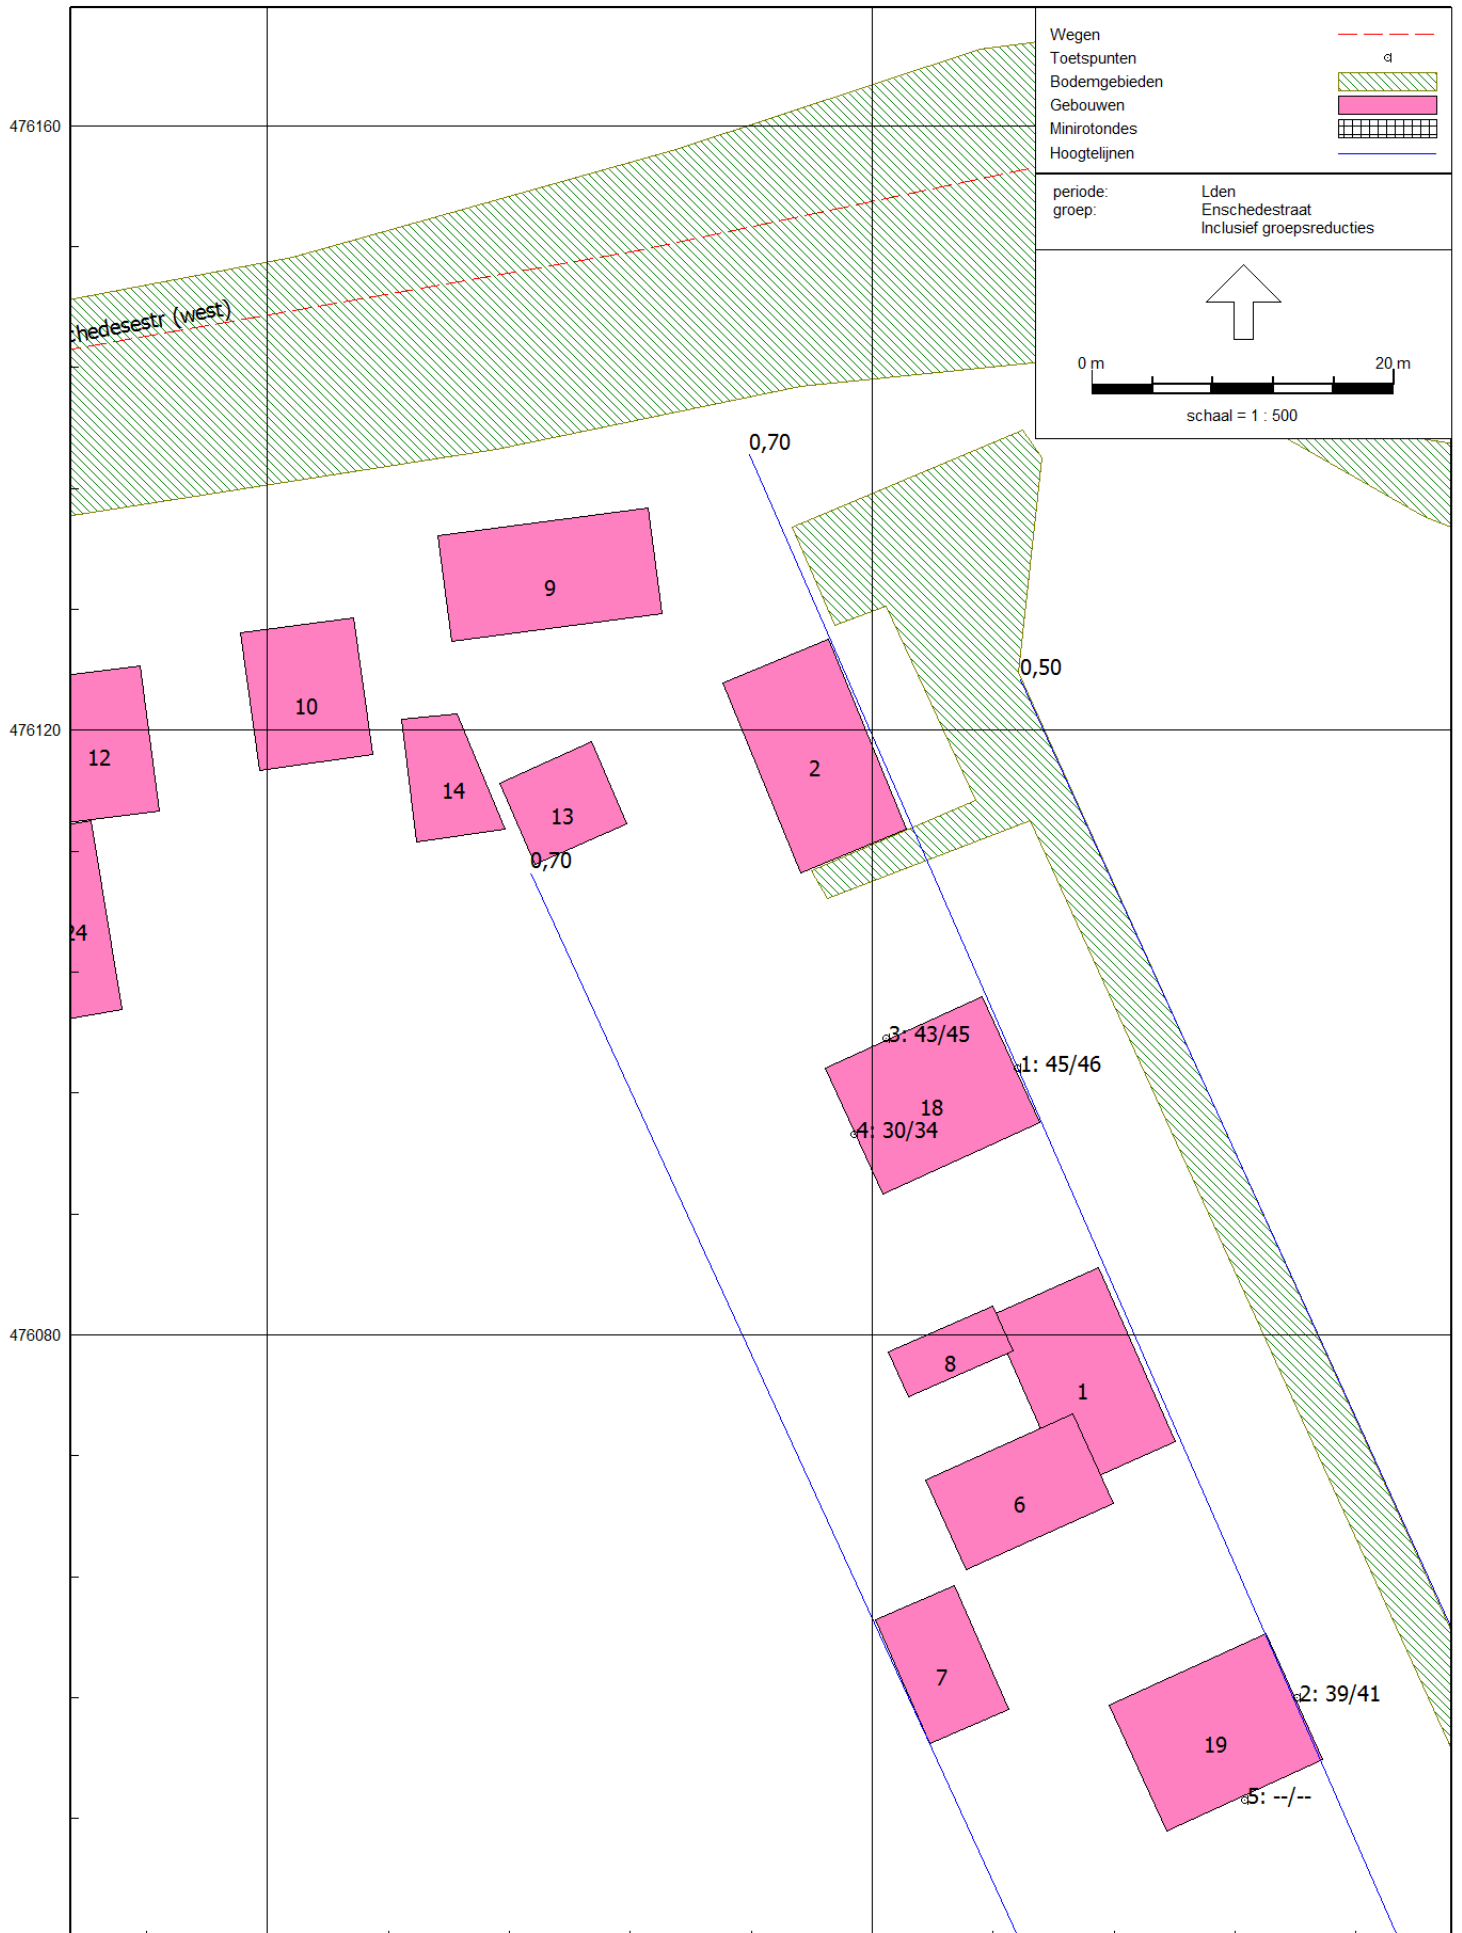 Wegen
Toetspunten
Bodemgebieden
Gebouwen
Minirotondes
Hoogtelijnen
periode: Lden
groep: Enschedestraat
Inclusief groepsreducties
0 m 20 m
schaal = 1 : 500
476160
chedesestr (west)
0,70
9
0,50
10
476120
12
2
14
13
0,70
24
3: 43/45
1: 45/46
18
4: 30/34
476080
8
1
6
7
2: 39/41
19
5: --/--